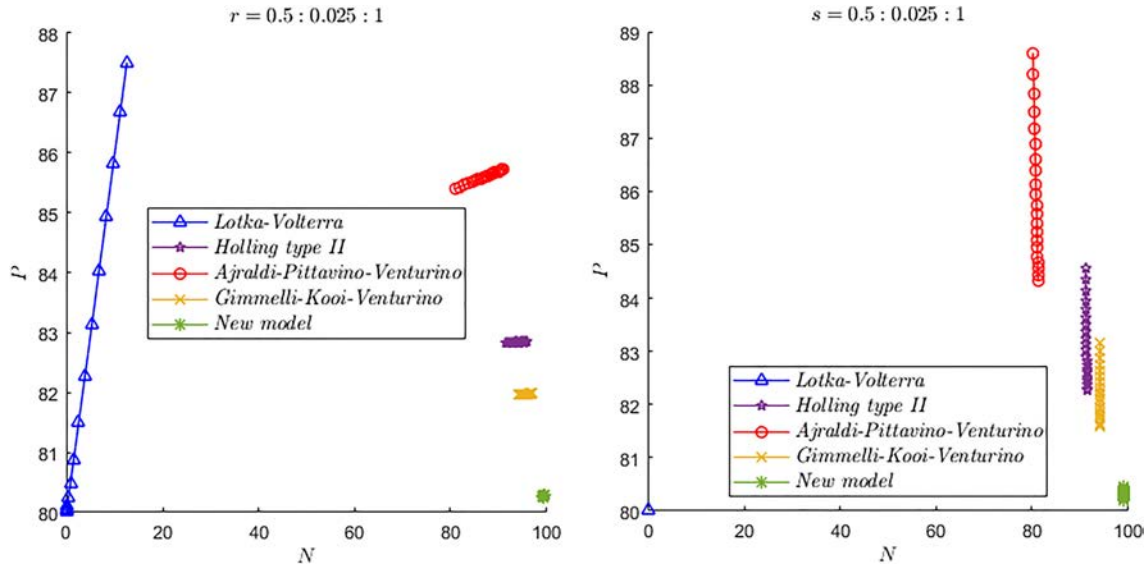 r = 0.5 : 0.025 : 1
88
87
86
85
84
83
82
81
80
P
0 20 40 60 80 100
N
Lotka-Volterra
Holling type II
Ajraldi-Pittavino-Venturino
Gimmelli-Kooi-Venturino
New model
s = 0.5 : 0.025 : 1
89
88
87
86
85
84
83
82
81
80
P
0 20 40 60 80 100
N
Lotka-Volterra
Holling type II
Ajraldi-Pittavino-Venturino
Gimmelli-Kooi-Venturino
New model